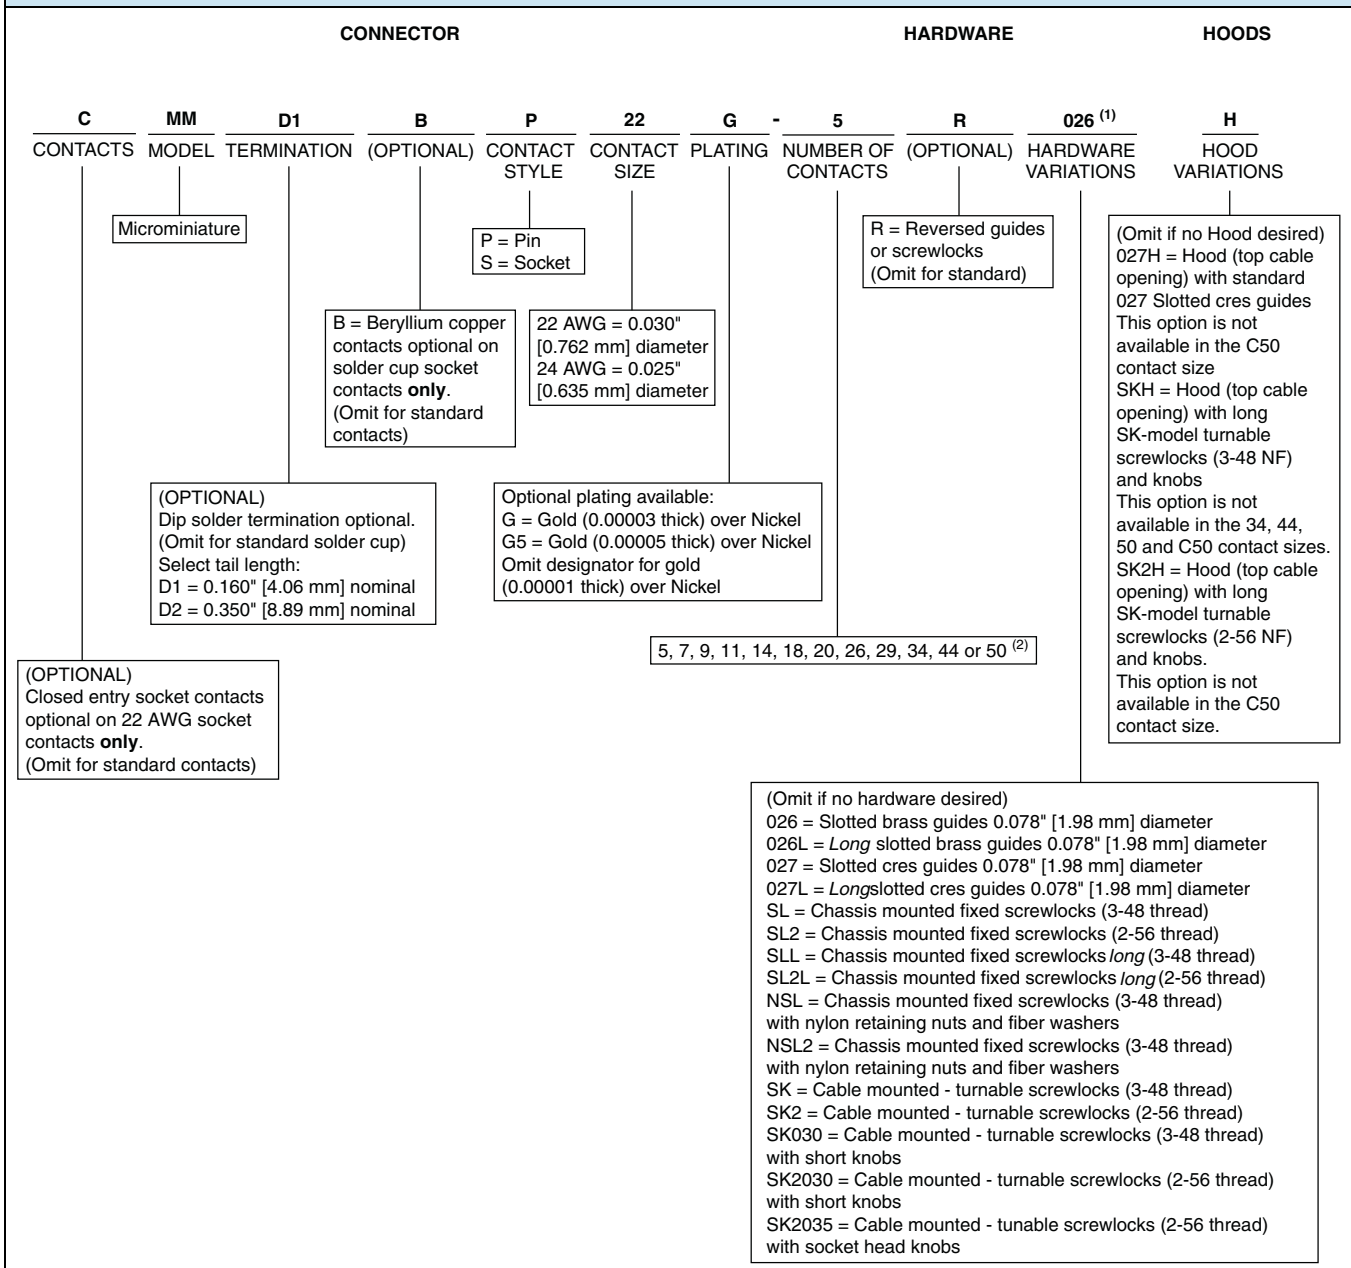 CONNECTOR HARDWARE HOODS
C MM D1 B P 22 G - 5 R 026 (1) H
CONTACTS MODEL TERMINATION (OPTIONAL) CONTACT STYLE CONTACT SIZE PLATING NUMBER OF CONTACTS (OPTIONAL) HARDWARE VARIATIONS HOOD VARIATIONS
Microminiature
P = Pin
S = Socket
R = Reversed guides
or screwlocks
(Omit for standard)
(Omit if no Hood desired)
027H = Hood (top cable
opening) with standard
027 Slotted cres guides
This option is not
available in the C50
contact size
SKH = Hood (top cable
opening) with long
SK-model turnable
screwlocks (3-48 NF)
and knobs
This option is not
available in the 34, 44,
50 and C50 contact sizes.
SK2H = Hood (top cable
opening) with long
SK-model turnable
screwlocks (2-56 NF)
and knobs.
This option is not
available in the C50
contact size.
B = Beryllium copper
contacts optional on
solder cup socket
contacts only.
(Omit for standard
contacts)
22 AWG = 0.030"
[0.762 mm] diameter
24 AWG = 0.025"
[0.635 mm] diameter
(OPTIONAL)
Dip solder termination optional.
(Omit for standard solder cup)
Select tail length:
D1 = 0.160" [4.06 mm] nominal
D2 = 0.350" [8.89 mm] nominal
Optional plating available:
G = Gold (0.00003 thick) over Nickel
G5 = Gold (0.00005 thick) over Nickel
Omit designator for gold
(0.00001 thick) over Nickel
5, 7, 9, 11, 14, 18, 20, 26, 29, 34, 44 or 50 (2)
(OPTIONAL)
Closed entry socket contacts
optional on 22 AWG socket
contacts only.
(Omit for standard contacts)
(Omit if no hardware desired)
026 = Slotted brass guides 0.078" [1.98 mm] diameter
026L = Long slotted brass guides 0.078" [1.98 mm] diameter
027 = Slotted cres guides 0.078" [1.98 mm] diameter
027L = Longslotted cres guides 0.078" [1.98 mm] diameter
SL = Chassis mounted fixed screwlocks (3-48 thread)
SL2 = Chassis mounted fixed screwlocks (2-56 thread)
SLL = Chassis mounted fixed screwlocks long (3-48 thread)
SL2L = Chassis mounted fixed screwlocks long (2-56 thread)
NSL = Chassis mounted fixed screwlocks (3-48 thread)
with nylon retaining nuts and fiber washers
NSL2 = Chassis mounted fixed screwlocks (3-48 thread)
with nylon retaining nuts and fiber washers
SK = Cable mounted - turnable screwlocks (3-48 thread)
SK2 = Cable mounted - turnable screwlocks (2-56 thread)
SK030 = Cable mounted - turnable screwlocks (3-48 thread)
with short knobs
SK2030 = Cable mounted - turnable screwlocks (2-56 thread)
with short knobs
SK2035 = Cable mounted - tunable screwlocks (2-56 thread)
with socket head knobs